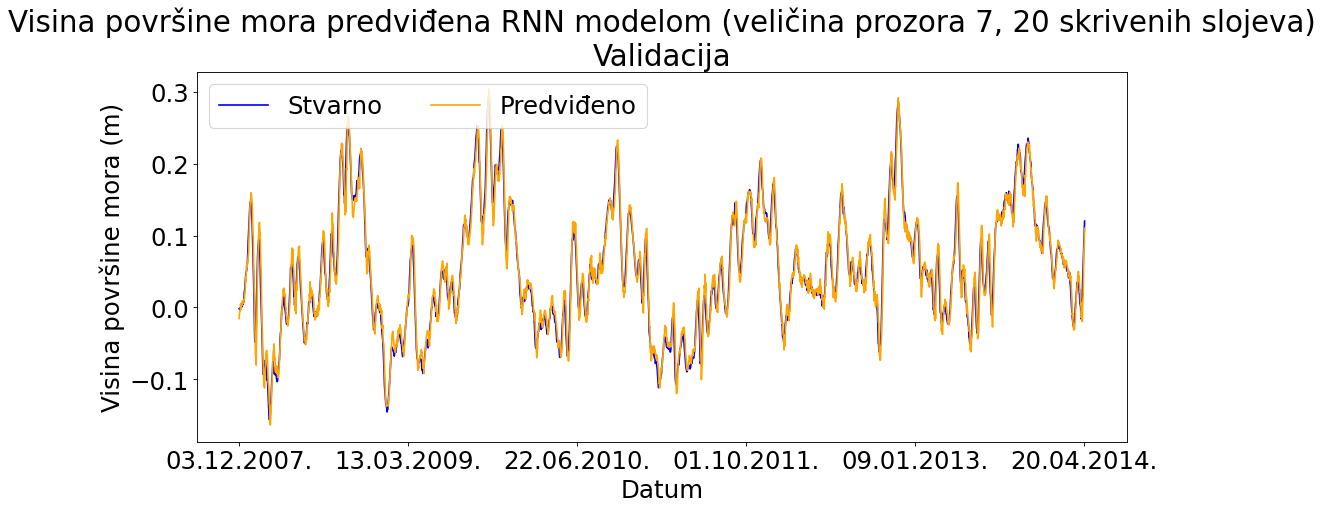 Visina površine mora predviđena RNN modelom (veličina prozora 7, 20 skrivenih slojeva)
Validacija
Stvarno Predviđeno
Visina površine mora (m)
0.3
0.2
0.1
0.0
−0.1
03.12.2007. 13.03.2009. 22.06.2010. 01.10.2011. 09.01.2013. 20.04.2014.
Datum